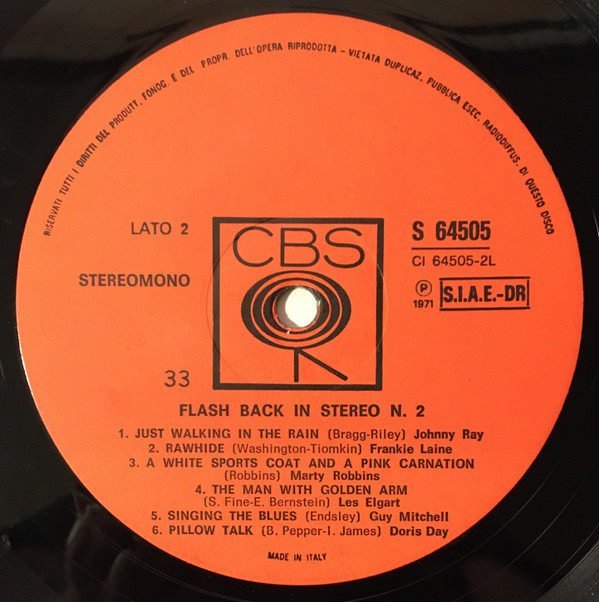 RISERVATI TUTTI I DIRITTI DEL PRODUTT. FONOG. E DEL PROPR. DELL'OPERA RIPRODOTTA - VIETATA DUPLICAZ. PUBBLICA ESEC. RADIODIFFUS. DI QUESTO DISCO
LATO 2
CBS
S 64505
CI 64505-2L
STEREOMONO
℗ 1971
S.I.A.E.-DR
33
FLASH BACK IN STEREO N. 2
1. JUST WALKING IN THE RAIN (Bragg-Riley) Johnny Ray
2. RAWHIDE (Washington-Tiomkin) Frankie Laine
3. A WHITE SPORTS COAT AND A PINK CARNATION
(Robbins) Marty Robbins
4. THE MAN WITH GOLDEN ARM
(S. Fine-E. Bernstein) Les Elgart
5. SINGING THE BLUES (Endsley) Guy Mitchell
6. PILLOW TALK (B. Pepper-I. James) Doris Day
MADE IN ITALY